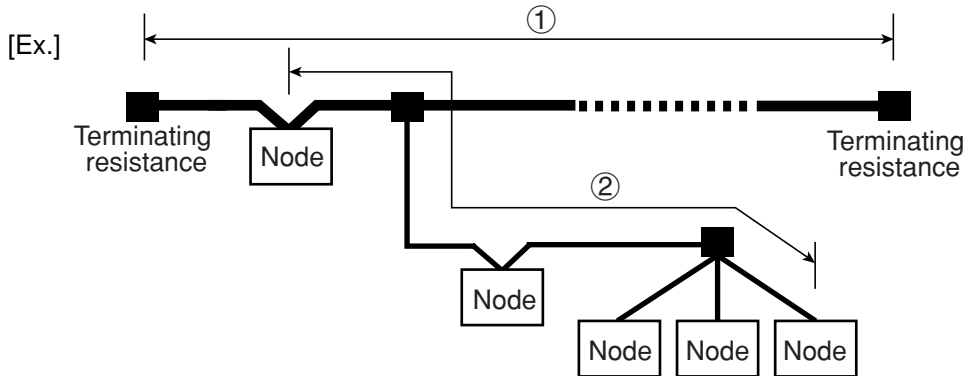 ①
[Ex.]
Terminating
resistance
Node
Terminating
resistance
②
Node
Node
Node
Node